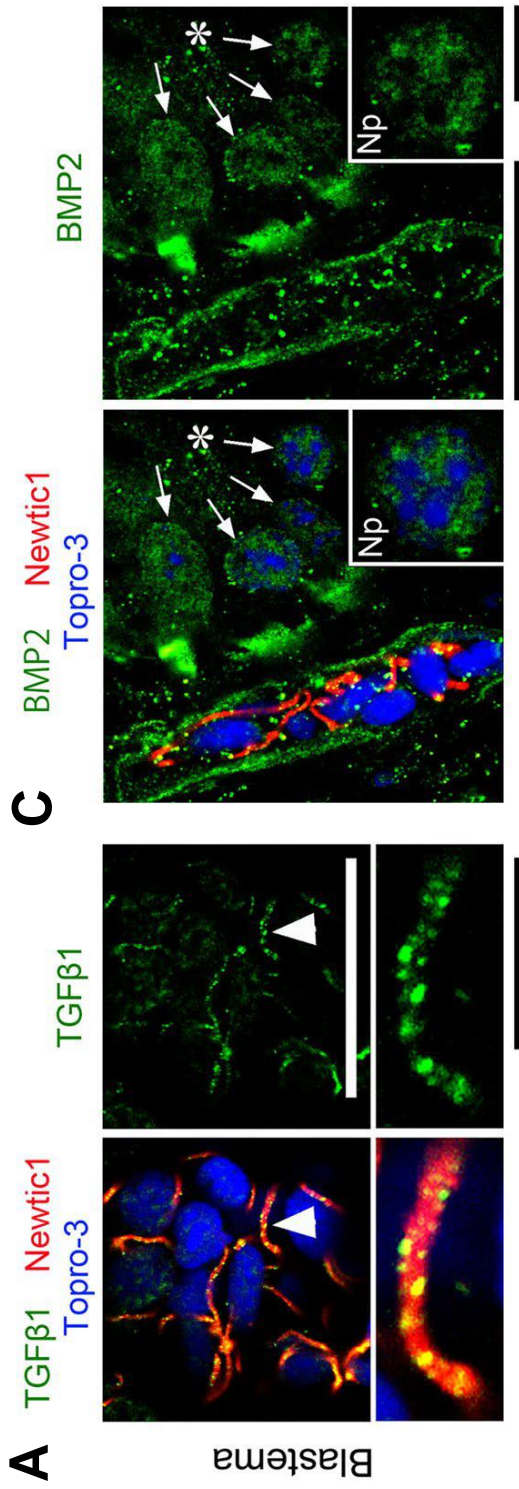 A
TGFβ1 Newtic1
Topro-3
TGFβ1
Blastema
C
BMP2 Newtic1
Topro-3
BMP2
*
Np
*
Np